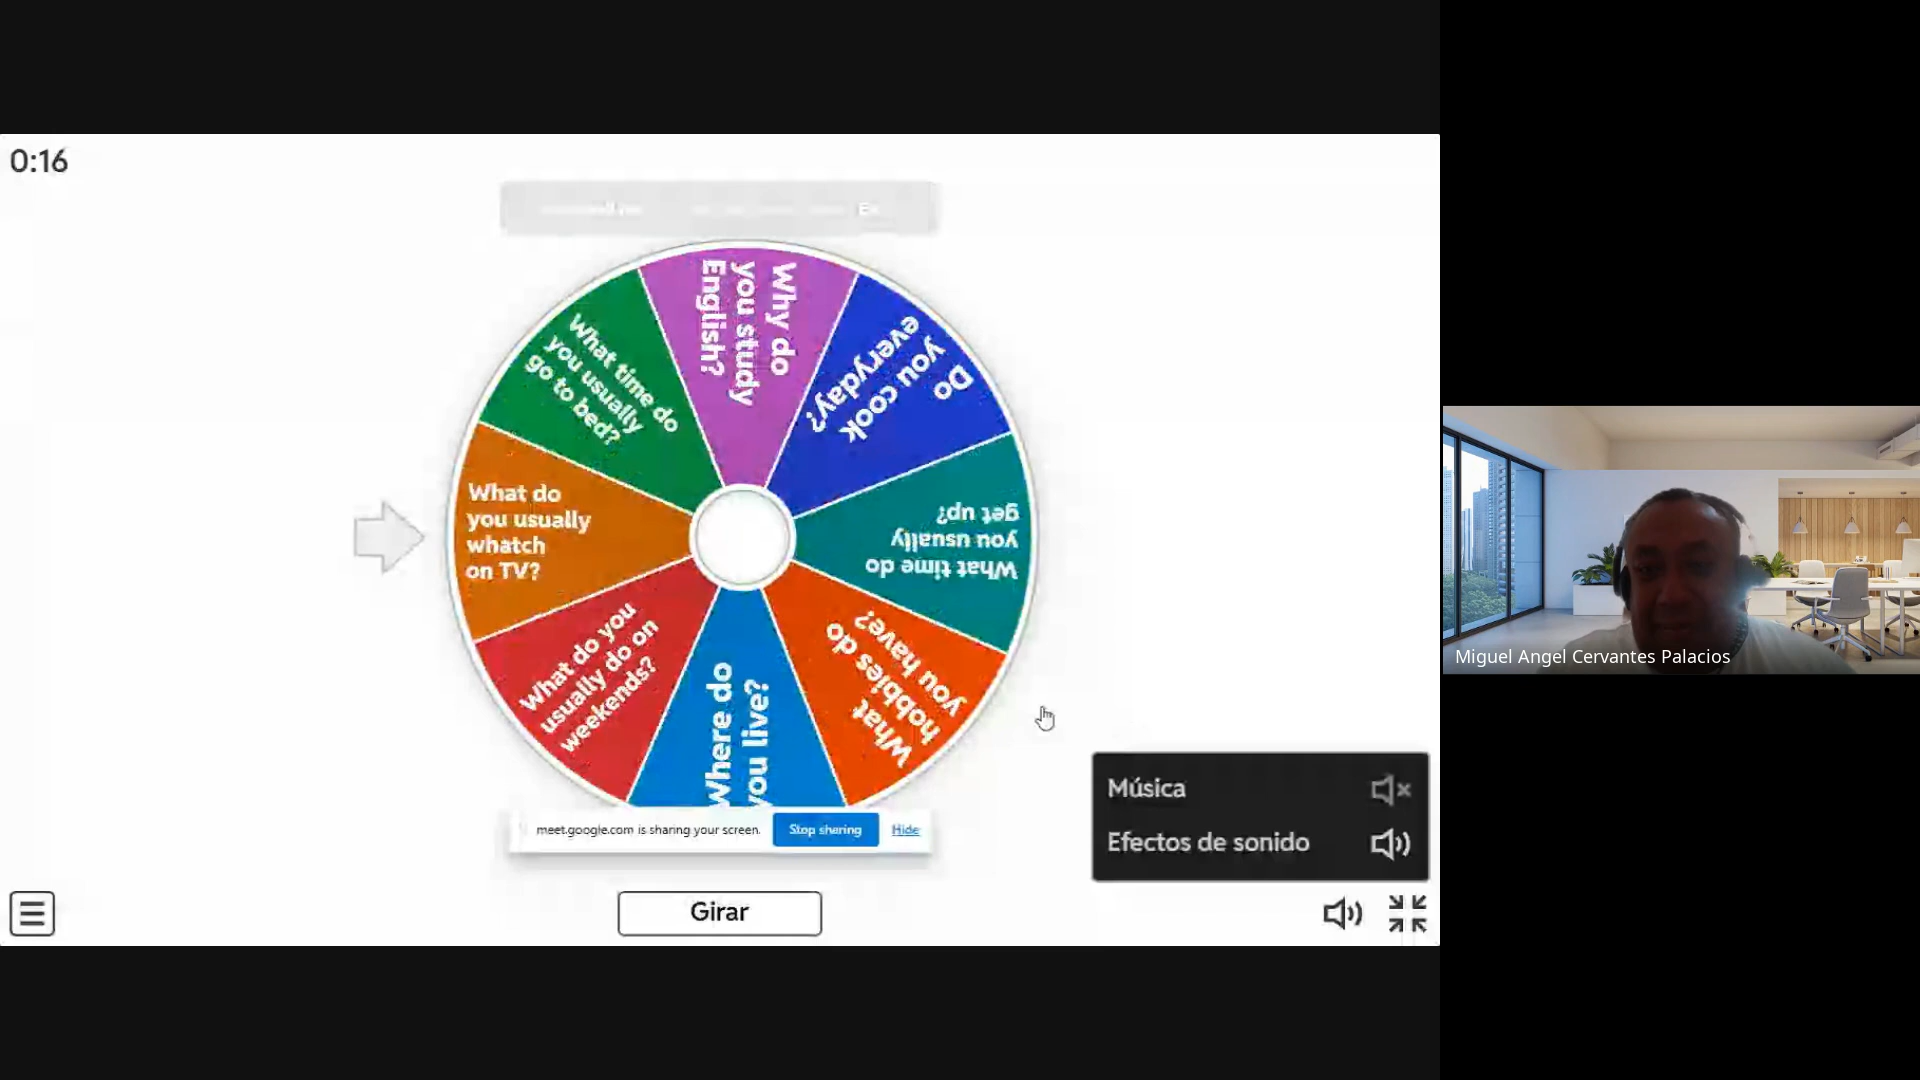 0:16
Why do
you study
English?
Do
you cook
everyday?
What time do
you usually
go to bed?
What do
you usually
whatch
on TV?
What time do
you usually
get up?
What do you
usually do on
weekends?
Where do
you live?
What
hobbies do
you have?
Miguel Angel Cervantes Palacios
Música
Efectos de sonido
meet.google.com is sharing your screen.
Stop sharing
Hide
Girar